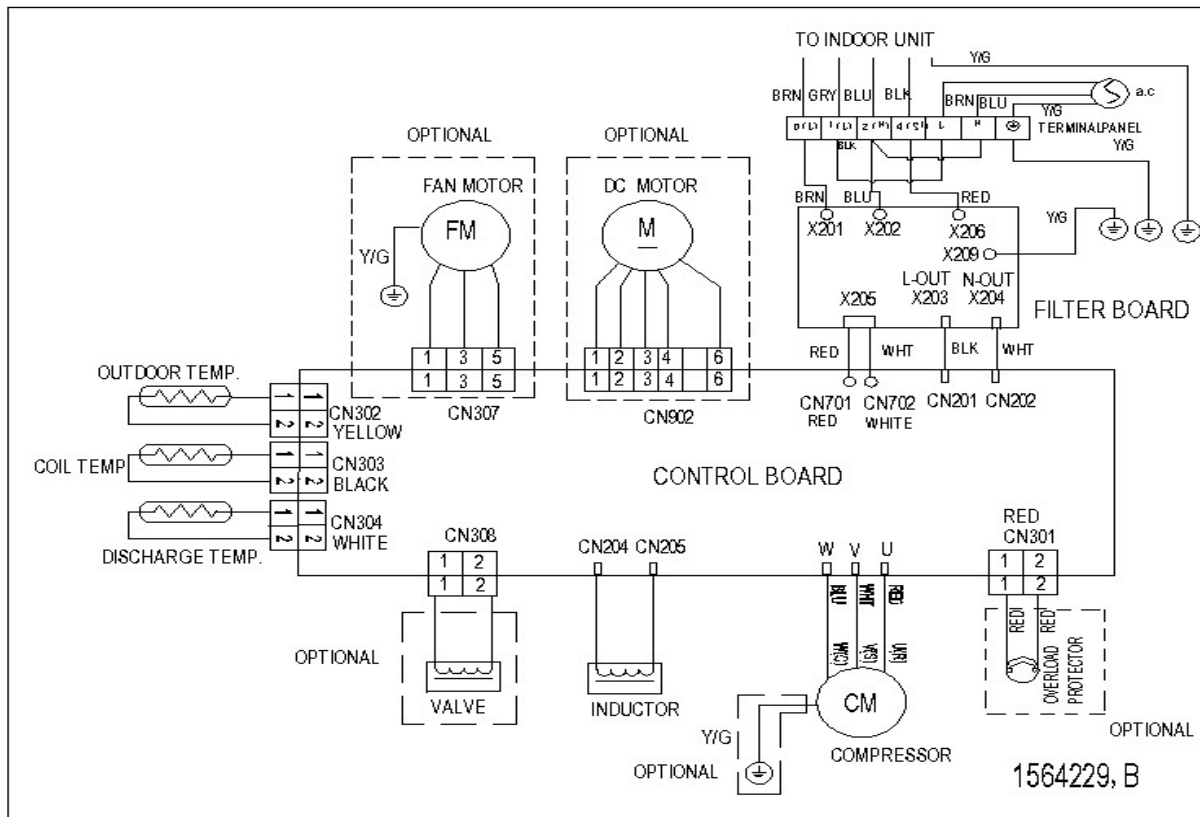 TO INDOOR UNIT
Y/G
BRN GRY BLU BLK BRN BLU a.c
Y/G
TERMINALPANEL
BLK Y/G
OPTIONAL OPTIONAL
FAN MOTOR DC MOTOR
FM M
Y/G
BRN BLU RED
X201 X202 X206
Y/G
X209
L-OUT N-OUT
X205 X203 X204
FILTER BOARD
RED WHT BLK WHT
1 3 5 1 2 3 4 6
1 3 5 1 2 3 4 6
CN307 CN902
CN701 CN702 CN201 CN202
RED WHITE
OUTDOOR TEMP.
1 1
2 2
CN302
YELLOW
COIL TEMP
1 1
2 2
CN303
BLACK
CONTROL BOARD
1 1
2 2
CN304
WHITE
DISCHARGE TEMP.
CN308 CN204 CN205 W V U
RED
CN301
1 2 1 2
1 2 1 2
BLU WHT RED
W(C) V(S) U(R)
RED RED
OPTIONAL
VALVE
INDUCTOR
CM
COMPRESSOR
OVERLOAD
PROTECTOR
OPTIONAL
Y/G
OPTIONAL
1564229, B